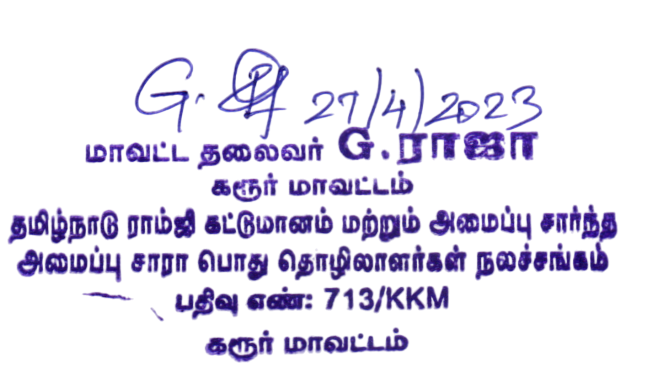 G. 27/4/2023
மாவட்ட தலைவர் G.ராஜா
கரூர் மாவட்டம்
தமிழ்நாடு ராம்ஜி கட்டுமானம் மற்றும் அமைப்பு சார்ந்த
அமைப்பு சாரா பொது தொழிலாளர்கள் நலச்சங்கம்
பதிவு எண்: 713/KKM
கரூர் மாவட்டம்